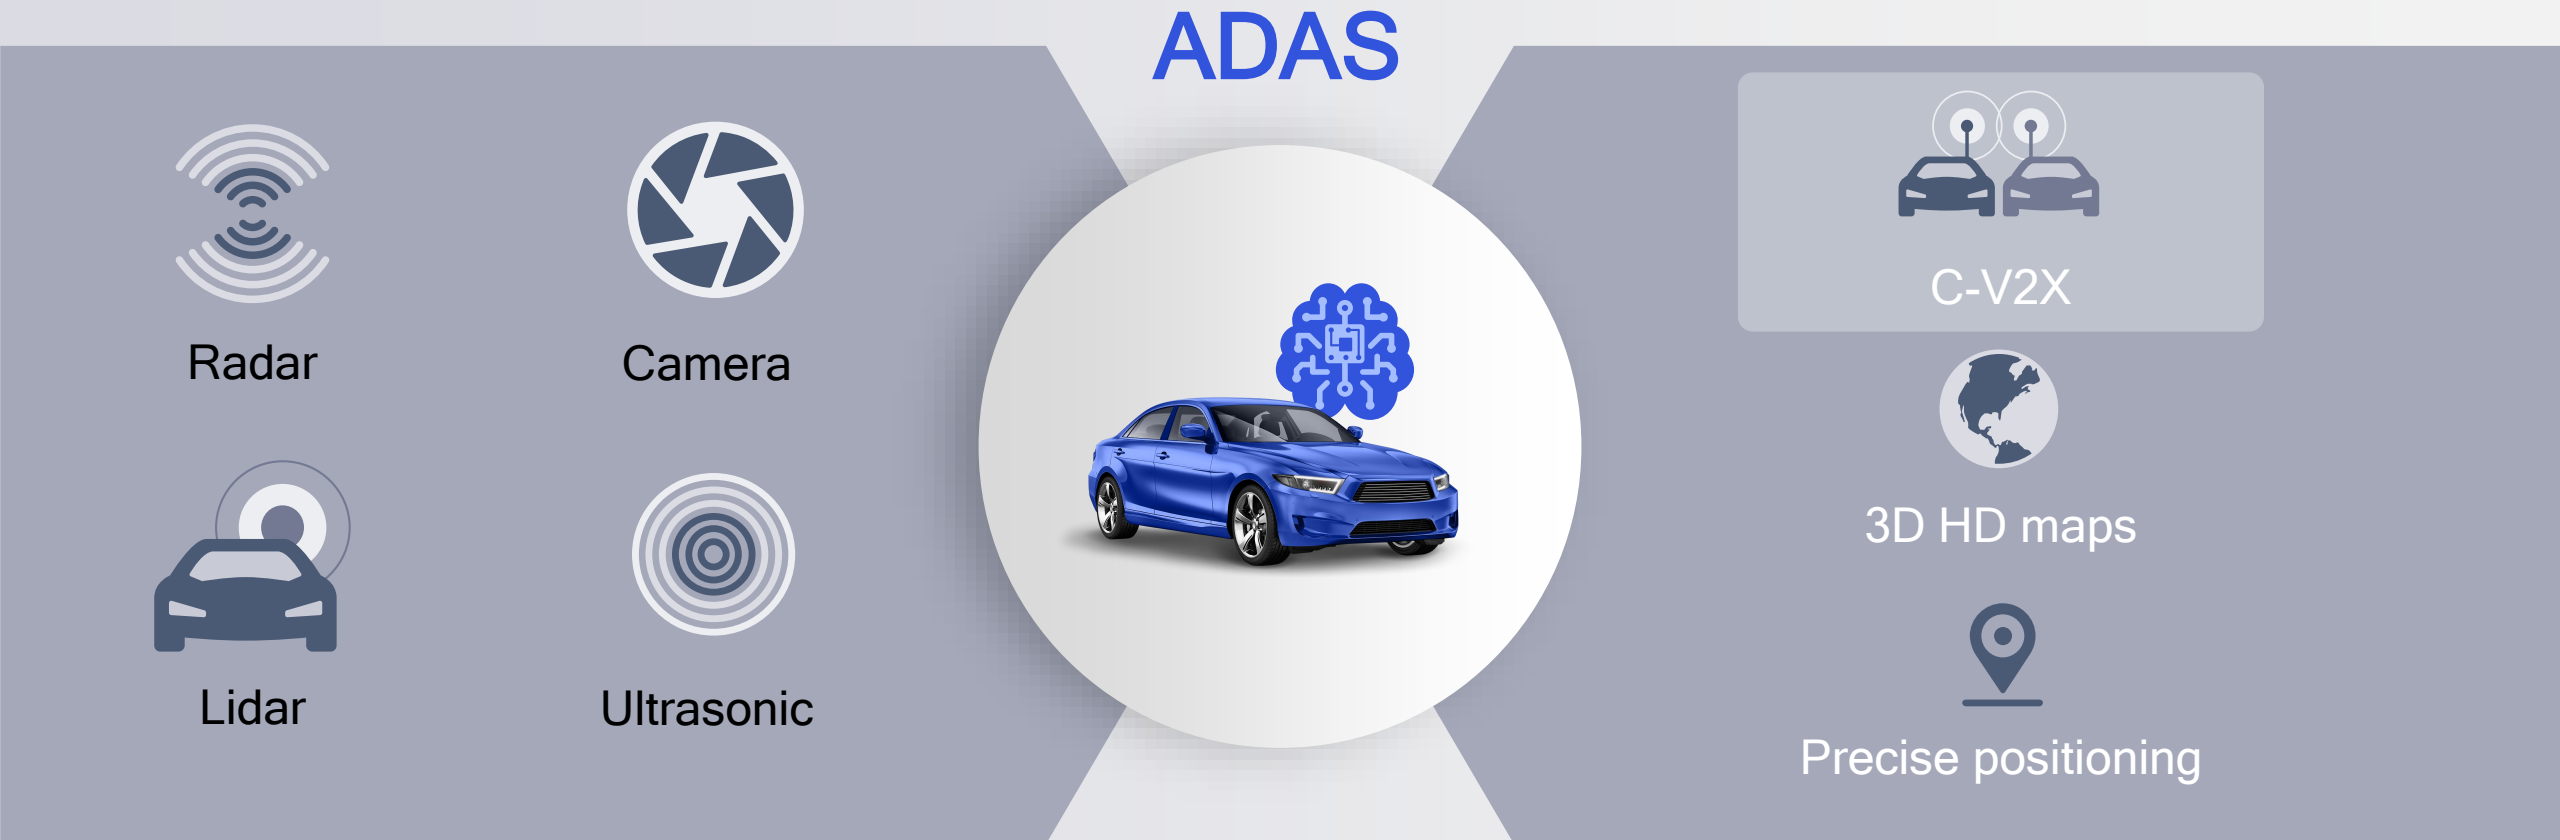 ADAS
Radar
Camera
Lidar
Ultrasonic
C-V2X
3D HD maps
Precise positioning